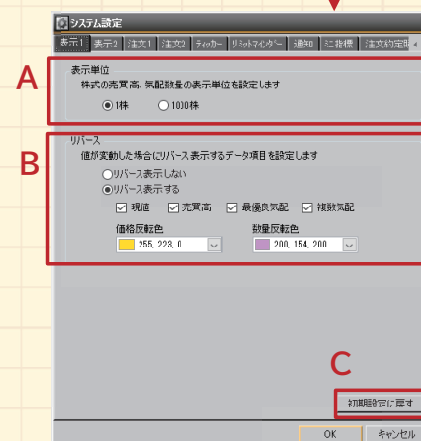 システム設定
表示1 表示2 注文1 注文2 ティッカー リミットマインダー 通知 ミニ指標 注文約定
A
表示単位
株式の売買高、気配数量の表示単位を設定します
1株 1000株
B
リバース
値が変動した場合にリバース表示するデータ項目を設定します
リバース表示しない
リバース表示する
現値 売買高 最優良気配 複数気配
価格反転色 数量反転色
255, 223, 0 200, 154, 200
C
初期設定に戻す
OK キャンセル